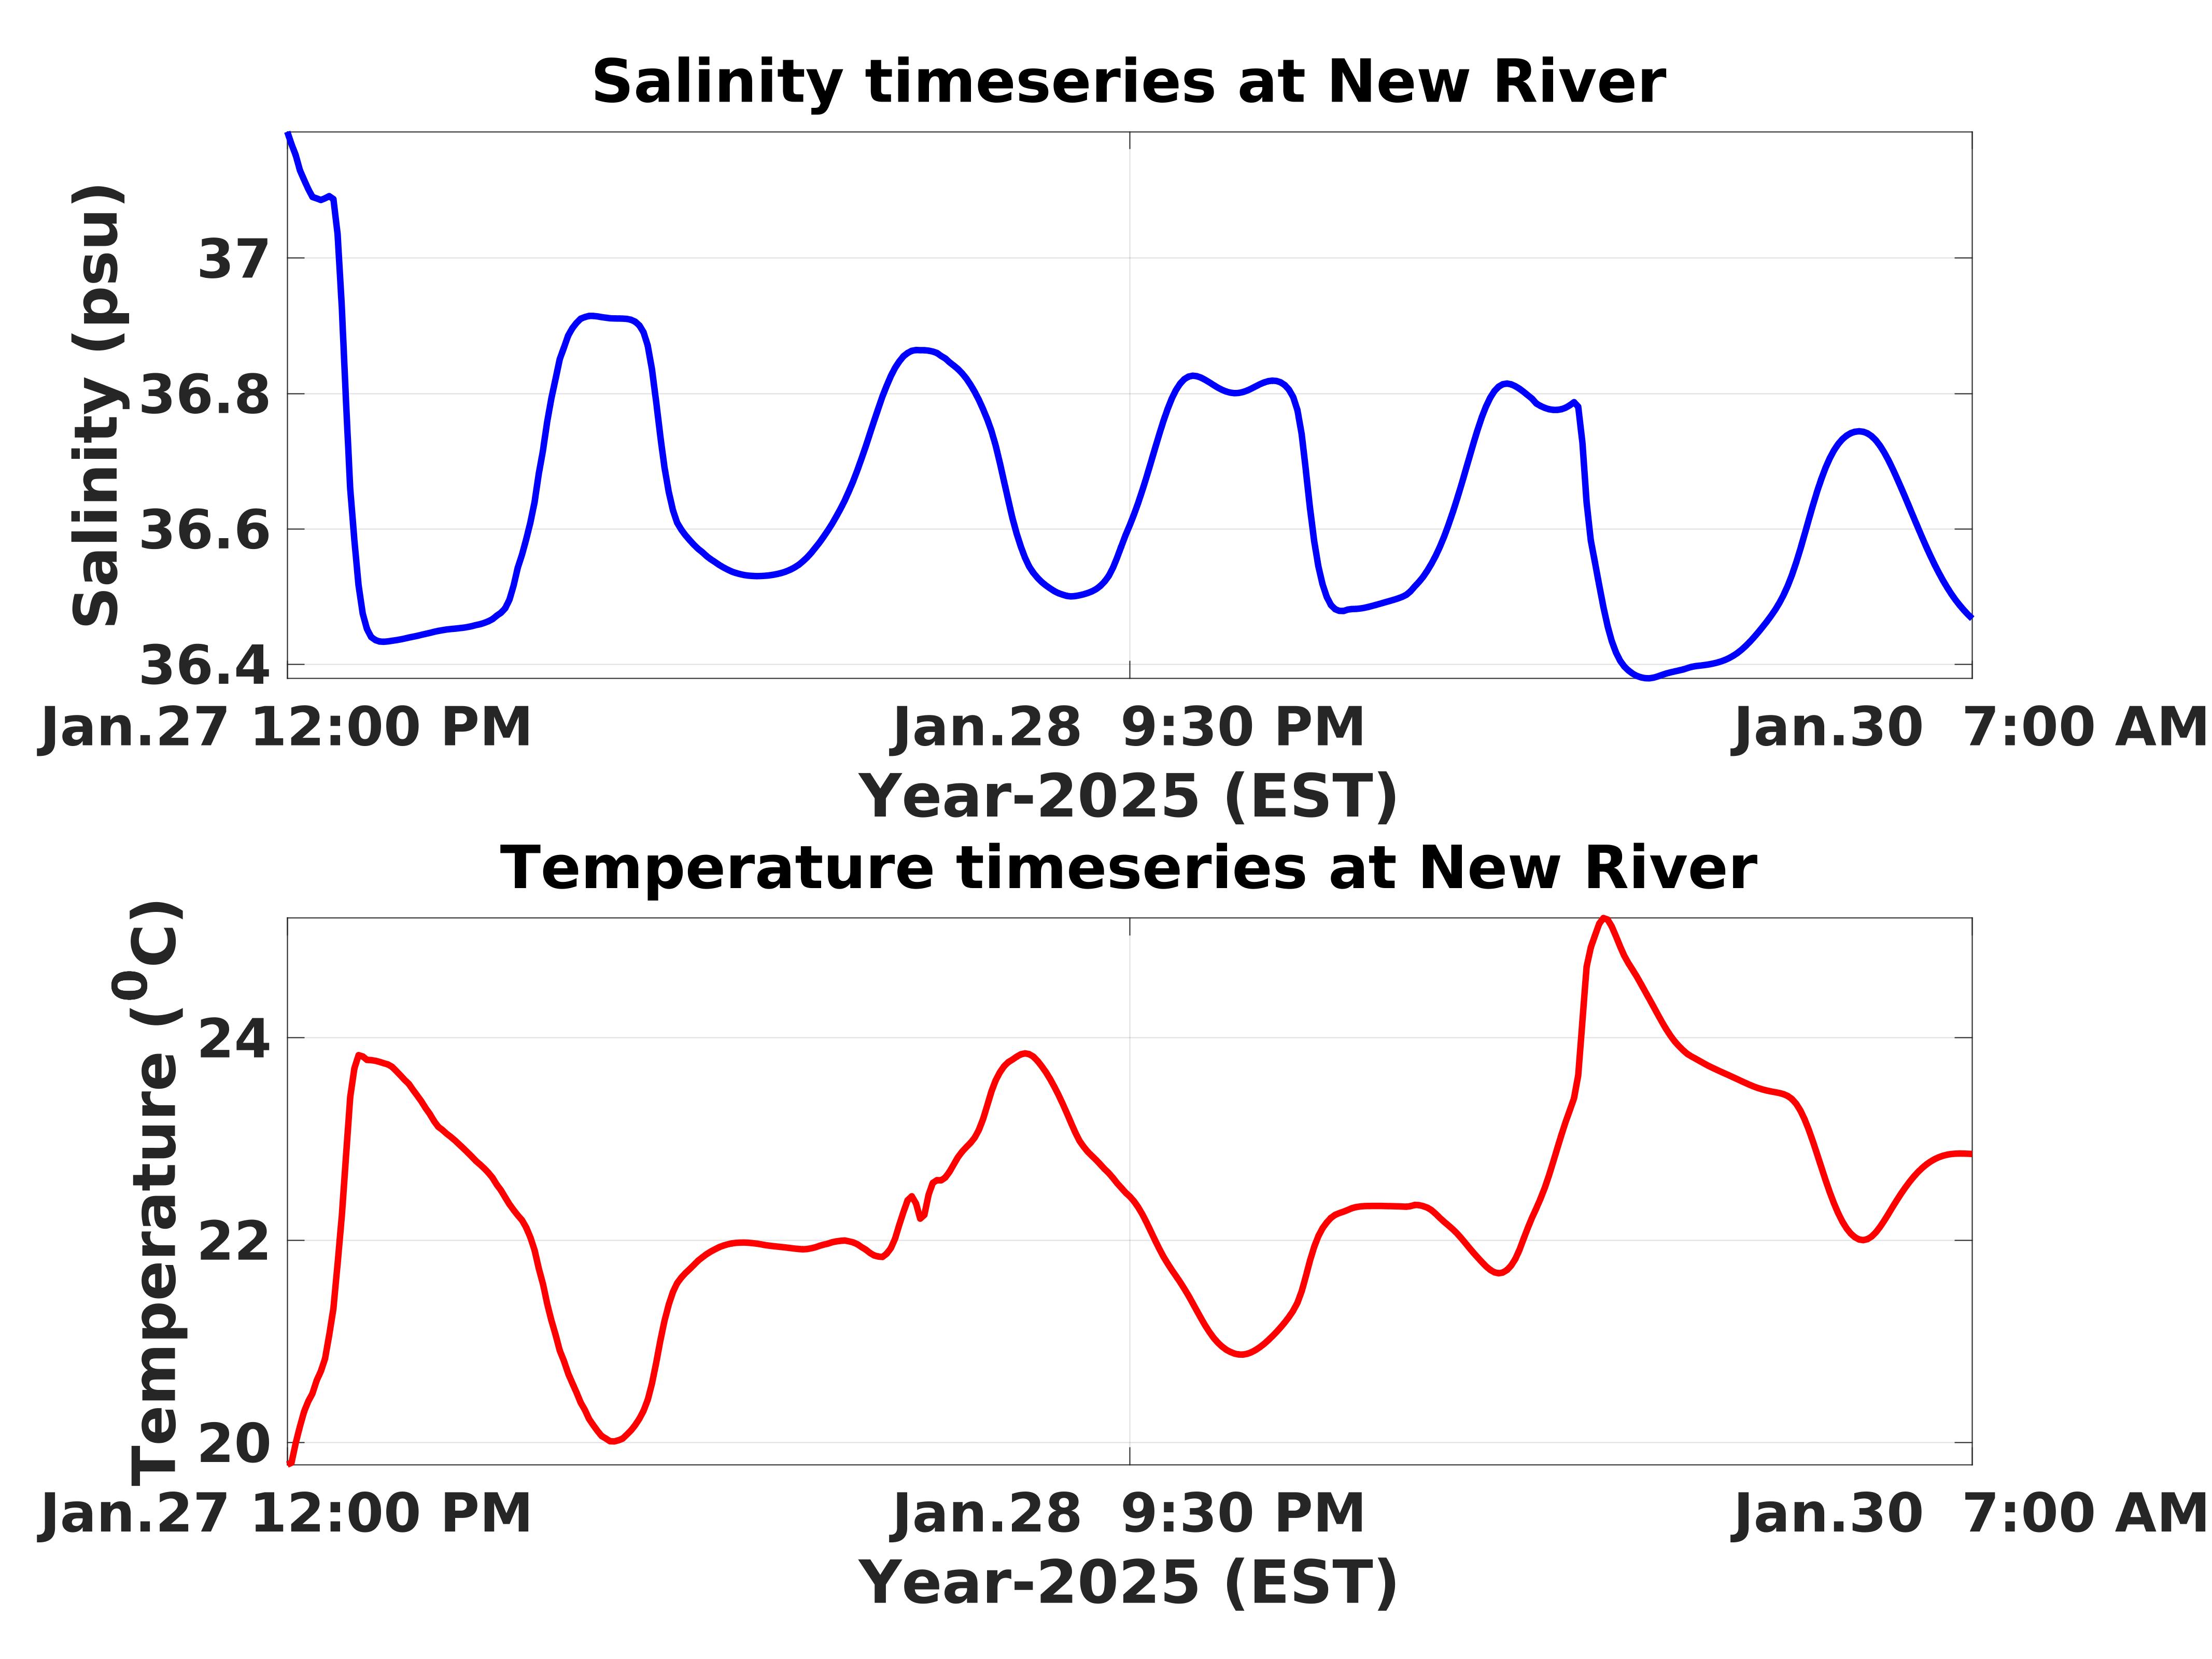 Salinity timeseries at New River
Salinity (psu)
37
36.8
36.6
36.4
Jan.27 12:00 PM
Jan.28  9:30 PM
Jan.30  7:00 AM
Year-2025 (EST)
Temperature timeseries at New River
Temperature (⁰C)
24
22
20
Jan.27 12:00 PM
Jan.28  9:30 PM
Jan.30  7:00 AM
Year-2025 (EST)